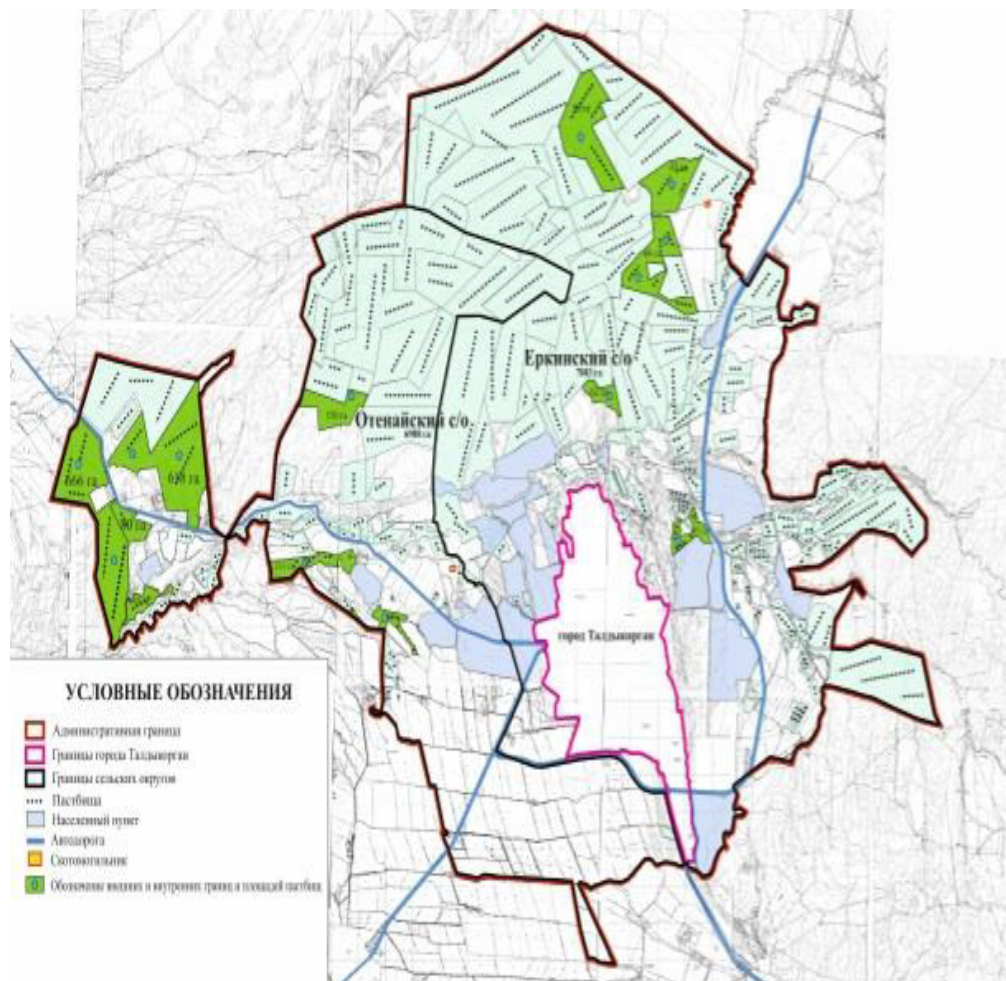 Еркинский с/о
Отенайский с/о
666 га
90 га
город Талдыкорган
УСЛОВНЫЕ ОБОЗНАЧЕНИЯ
Административная граница
Границы города Талдыкорган
Границы сельских округов
Пастбища
Населенный пункт
Автодорога
Скотомогильник
Обозначение внешних и внутренних границ и площадей пастбищ